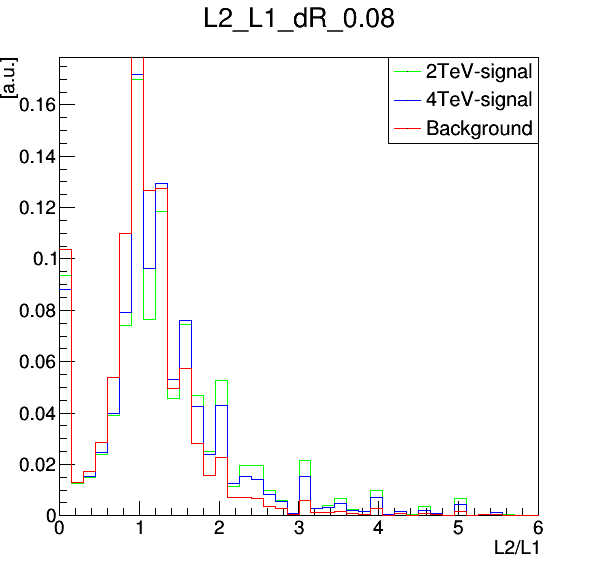 L2_L1_dR_0.08
[a.u.]
2TeV-signal
4TeV-signal
Background
0.16
0.14
0.12
0.1
0.08
0.06
0.04
0.02
0
0 1 2 3 4 5 6
L2/L1